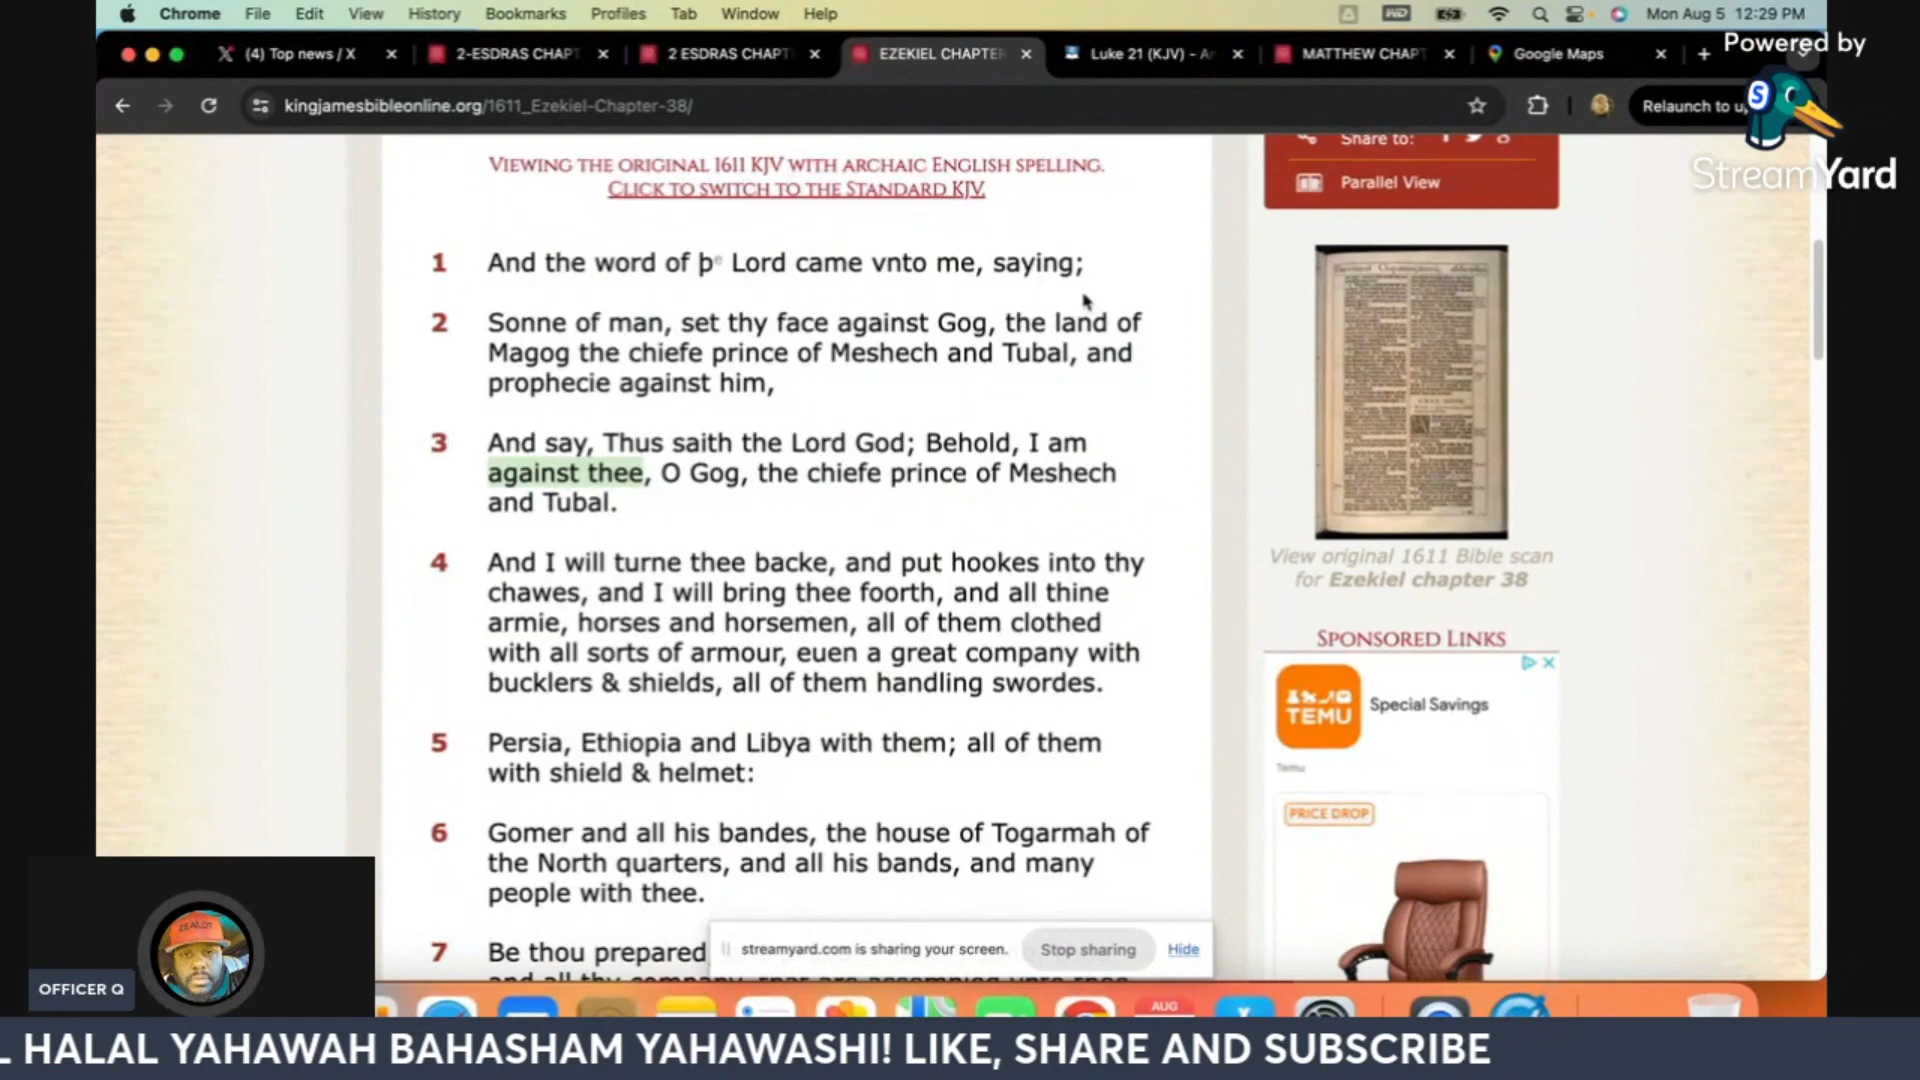 Chrome File Edit View History Bookmarks Profiles Tab Window Help
Mon Aug 5 12:29 PM
(4) Top news / X
2-ESDRAS CHAPT
2 ESDRAS CHAPT
EZEKIEL CHAPTER
Luke 21 (KJV) - Ar
MATTHEW CHAPT
Google Maps
Powered by
StreamYard
kingjamesbibleonline.org/1611_Ezekiel-Chapter-38/
Relaunch to u
VIEWING THE ORIGINAL 1611 KJV WITH ARCHAIC ENGLISH SPELLING.
CLICK TO SWITCH TO THE STANDARD KJV.
Share to:
Parallel View
1 And the word of þe Lord came vnto me, saying;
2 Sonne of man, set thy face against Gog, the land of
Magog the chiefe prince of Meshech and Tubal, and
prophecie against him,
3 And say, Thus saith the Lord God; Behold, I am
against thee, O Gog, the chiefe prince of Meshech
and Tubal.
4 And I will turne thee backe, and put hookes into thy
chawes, and I will bring thee foorth, and all thine
armie, horses and horsemen, all of them clothed
with all sorts of armour, euen a great company with
bucklers & shields, all of them handling swordes.
5 Persia, Ethiopia and Libya with them; all of them
with shield & helmet:
6 Gomer and all his bandes, the house of Togarmah of
the North quarters, and all his bands, and many
people with thee.
7 Be thou prepared
View original 1611 Bible scan
for Ezekiel chapter 38
SPONSORED LINKS
TEMU
Special Savings
Temu
PRICE DROP
streamyard.com is sharing your screen.
Stop sharing
Hide
ZEALOT
OFFICER Q
AUG
L HALAL YAHAWAH BAHASHAM YAHAWASHI! LIKE, SHARE AND SUBSCRIBE